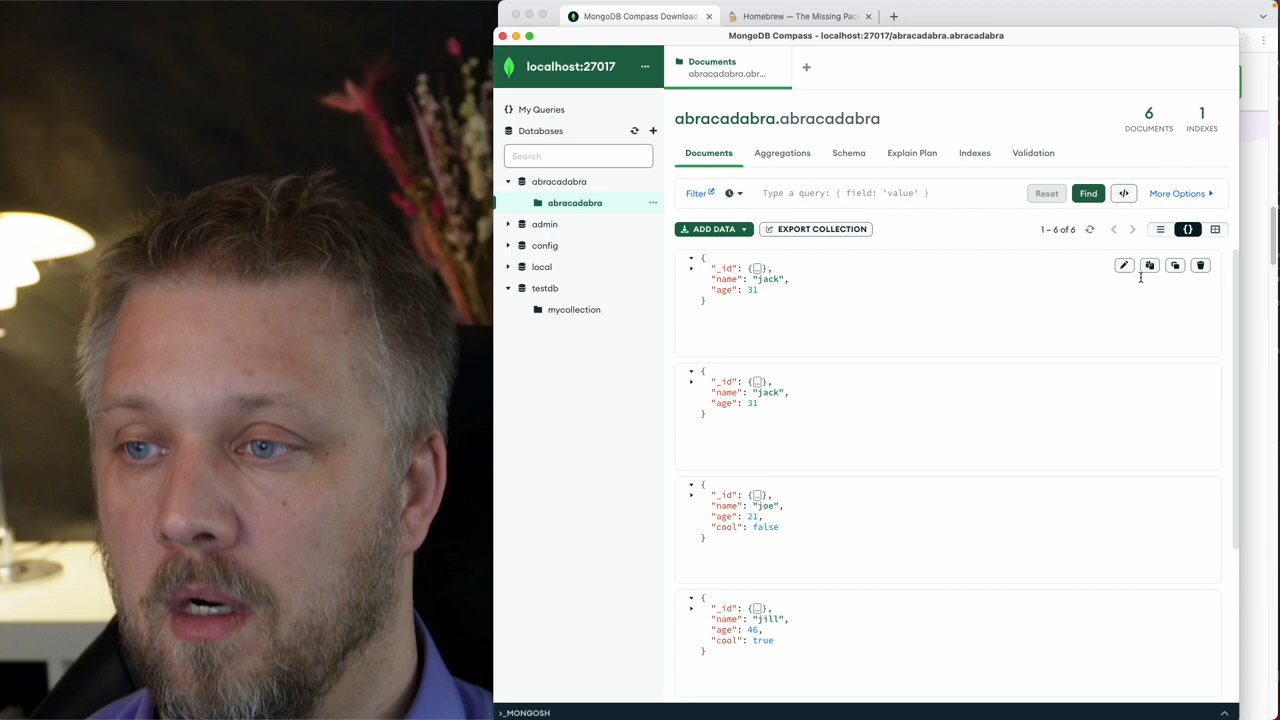 MongoDB Compass Download
Homebrew — The Missing Pac
MongoDB Compass - localhost:27017/abracadabra.abracadabra
localhost:27017
Documents
abracadabra.abr...
{} My Queries
Databases
Search
abracadabra
abracadabra
admin
config
local
testdb
mycollection
abracadabra.abracadabra
6
DOCUMENTS
1
INDEXES
Documents
Aggregations
Schema
Explain Plan
Indexes
Validation
Filter
Type a query: { field: 'value' }
Reset
Find
</>
More Options
ADD DATA
EXPORT COLLECTION
1 – 6 of 6
{}
{
"_id": {…},
"name": "jack",
"age": 31
}
{
"_id": {…},
"name": "jack",
"age": 31
}
{
"_id": {…},
"name": "joe",
"age": 21,
"cool": false
}
{
"_id": {…},
"name": "jill",
"age": 46,
"cool": true
}
>_MONGOSH